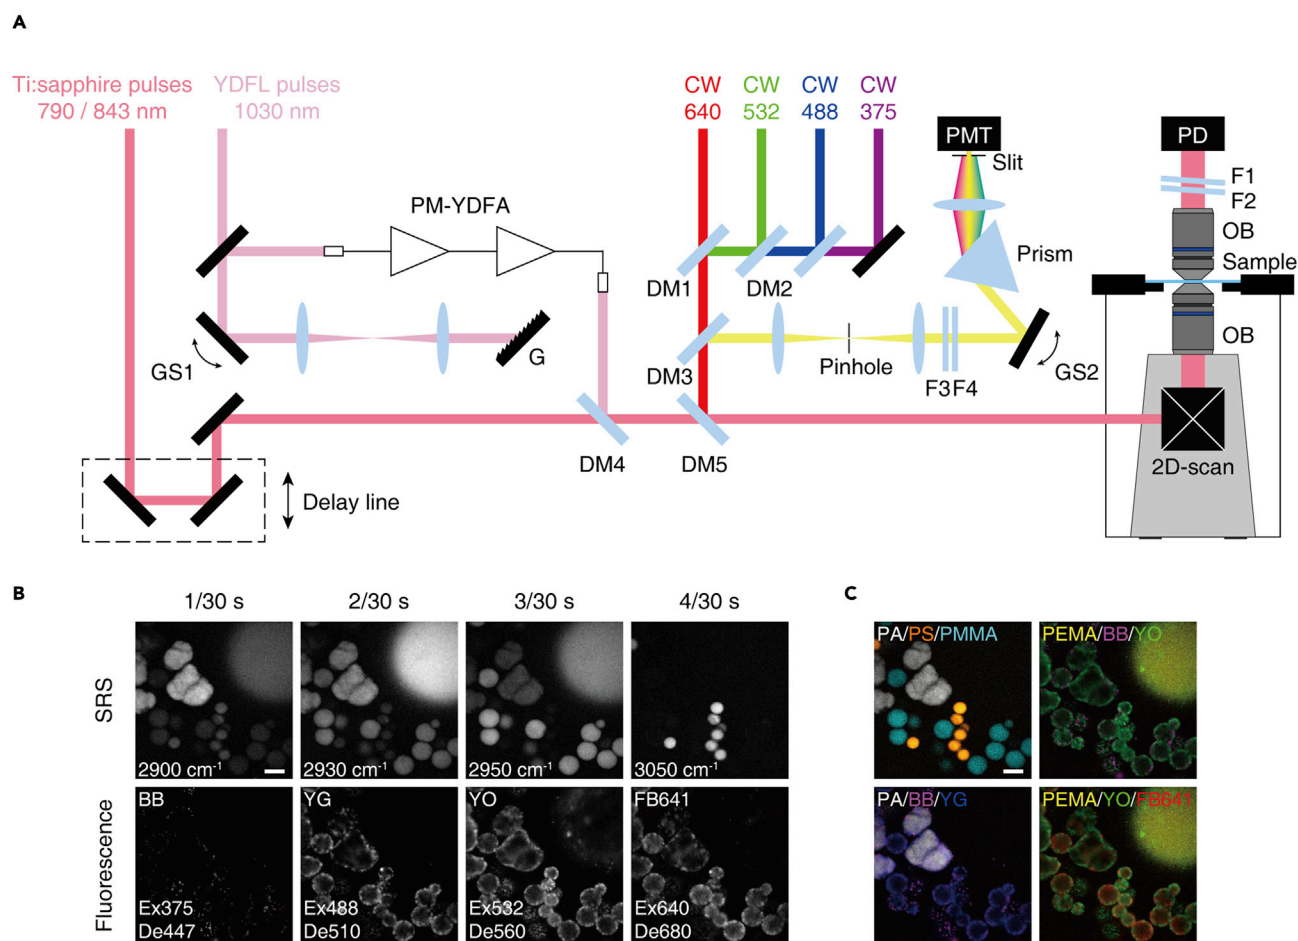 A
Ti:sapphire pulses
790 / 843 nm
YDFL pulses
1030 nm
CW
640
CW
532
CW
488
CW
375
PMT
Slit
PD
F1
F2
OB
Sample
OB
PM-YDFA
DM1
DM2
Prism
GS1
G
DM3
Pinhole
F3F4
GS2
DM4
DM5
2D-scan
Delay line
B
1/30 s
2/30 s
3/30 s
4/30 s
SRS
2900 cm-1
2930 cm-1
2950 cm-1
3050 cm-1
Fluorescence
BB
Ex375
De447
YG
Ex488
De510
YO
Ex532
De560
FB641
Ex640
De680
C
PA/PS/PMMA
PEMA/BB/YO
PA/BB/YG
PEMA/YO/FB641